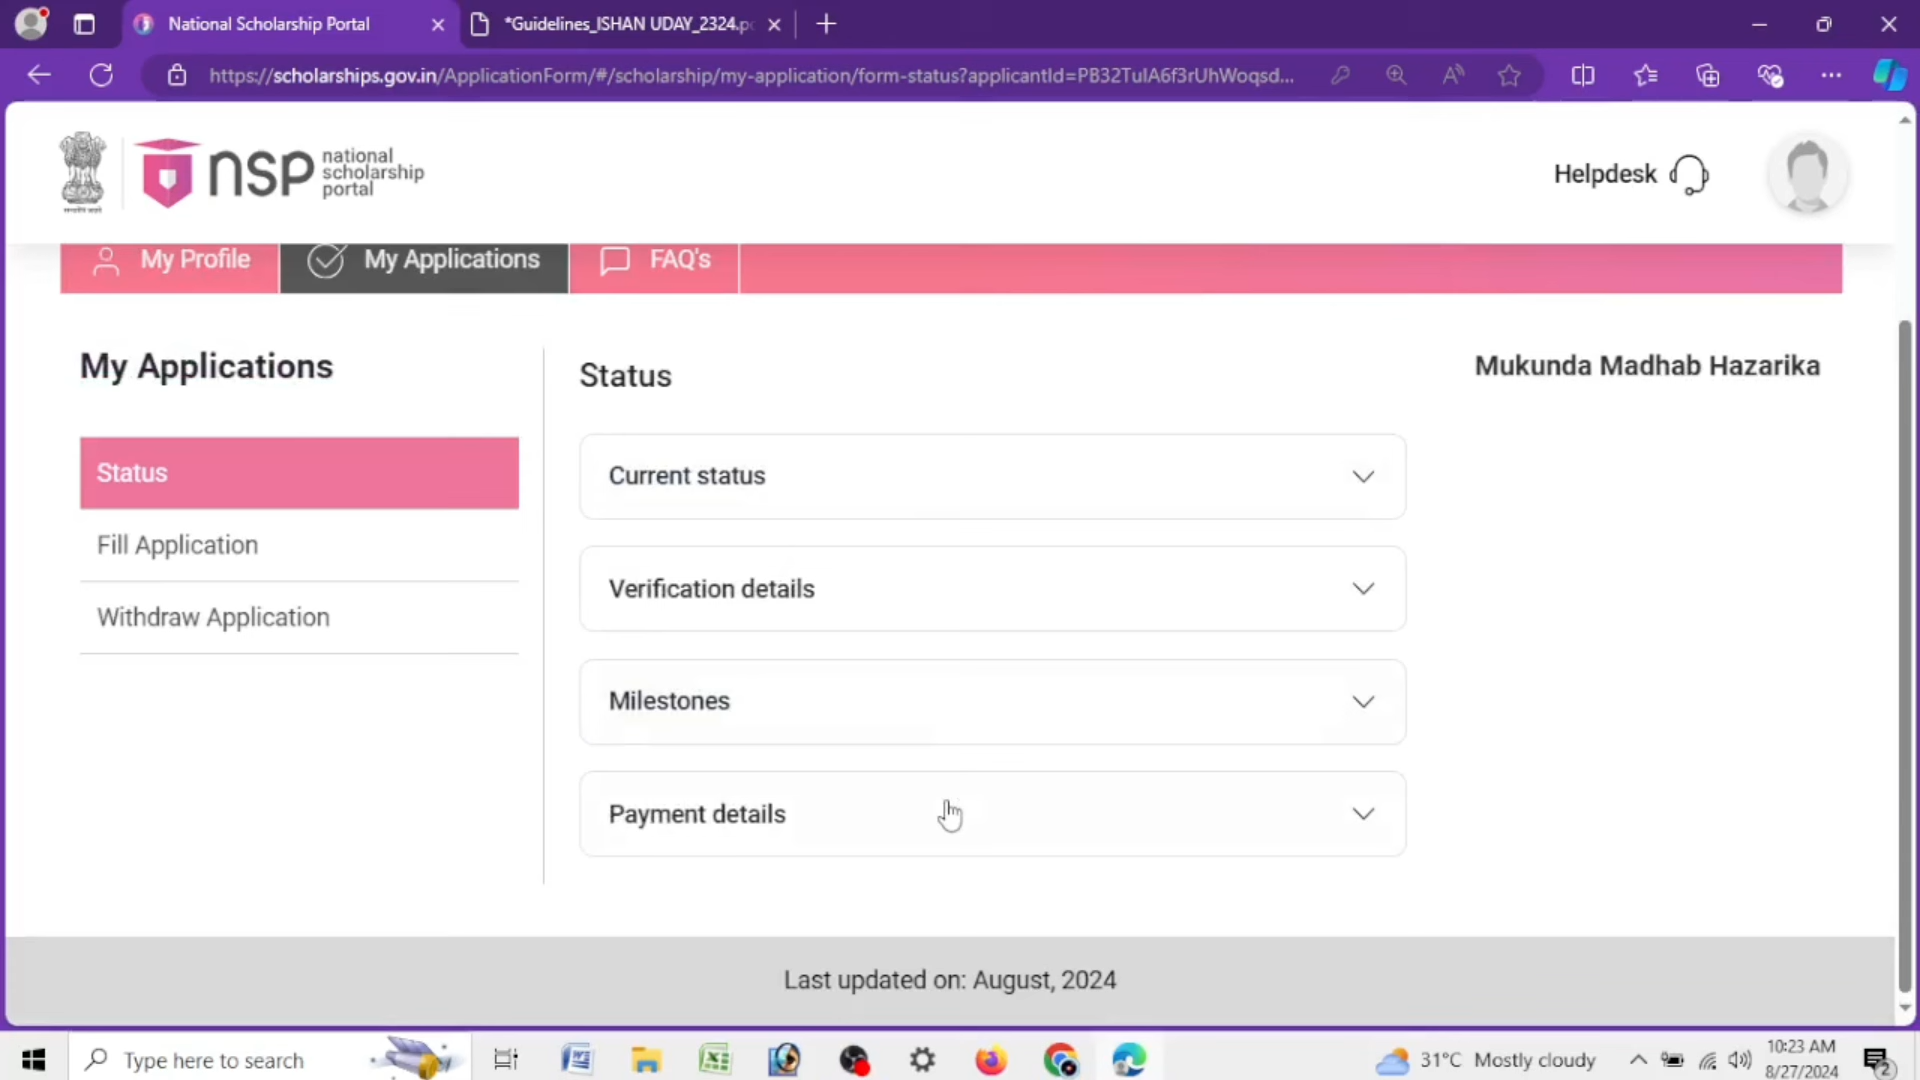 National Scholarship Portal
*Guidelines_ISHAN UDAY_2324.p
https://scholarships.gov.in/ApplicationForm/#/scholarship/my-application/form-status?applicantId=PB32TuIA6f3rUhWoqsd...
nsp
national
scholarship
portal
Helpdesk
My Profile
My Applications
FAQ's
My Applications
Status
Mukunda Madhab Hazarika
Status
Fill Application
Withdraw Application
Current status
Verification details
Milestones
Payment details
Last updated on: August, 2024
Type here to search
31°C Mostly cloudy
10:23 AM
8/27/2024
2